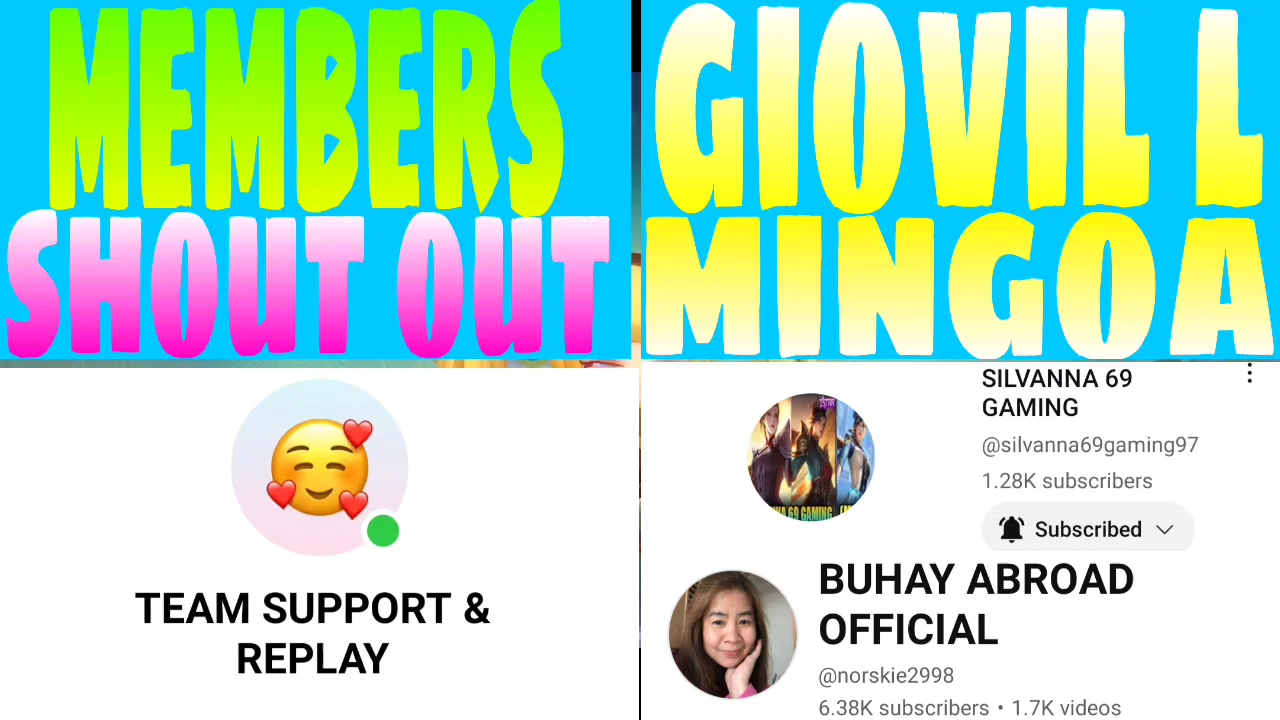 MEMBERS
SHOUT OUT
GIOVIL L
MINGOA
TEAM SUPPORT &
REPLAY
SILVANNA 69
GAMING
@silvanna69gaming97
1.28K subscribers
Subscribed
BUHAY ABROAD
OFFICIAL
@norskie2998
6.38K subscribers • 1.7K videos